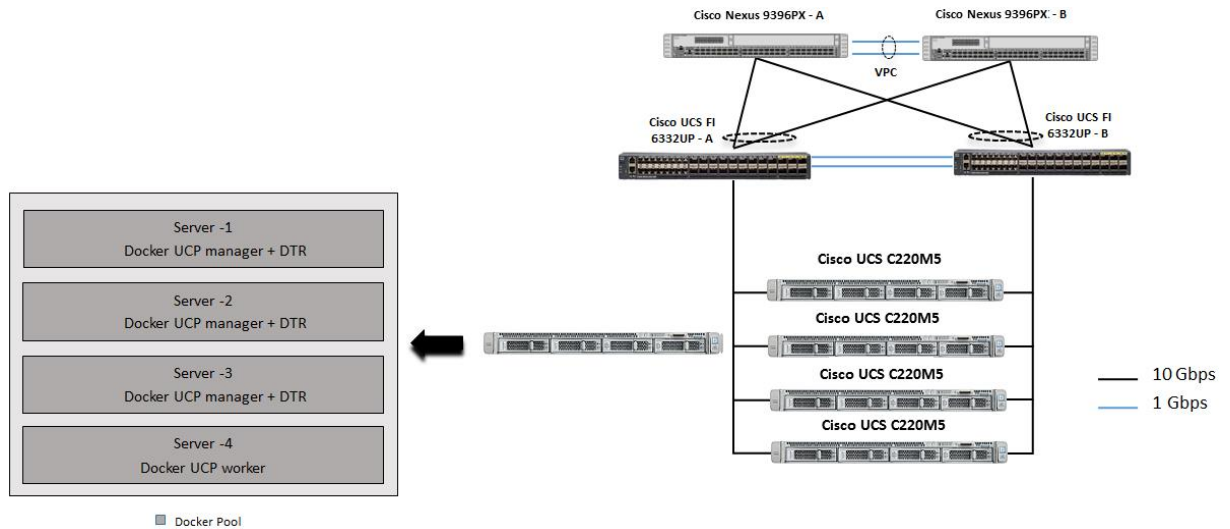 Cisco Nexus 9396PX - A
Cisco Nexus 9396PX - B
VPC
Cisco UCS FI
6332UP - A
Cisco UCS FI
6332UP - B
Server -1
Docker UCP manager + DTR
Server -2
Docker UCP manager + DTR
Server -3
Docker UCP manager + DTR
Server -4
Docker UCP worker
Docker Pool
Cisco UCS C220M5
Cisco UCS C220M5
Cisco UCS C220M5
Cisco UCS C220M5
10 Gbps
1 Gbps